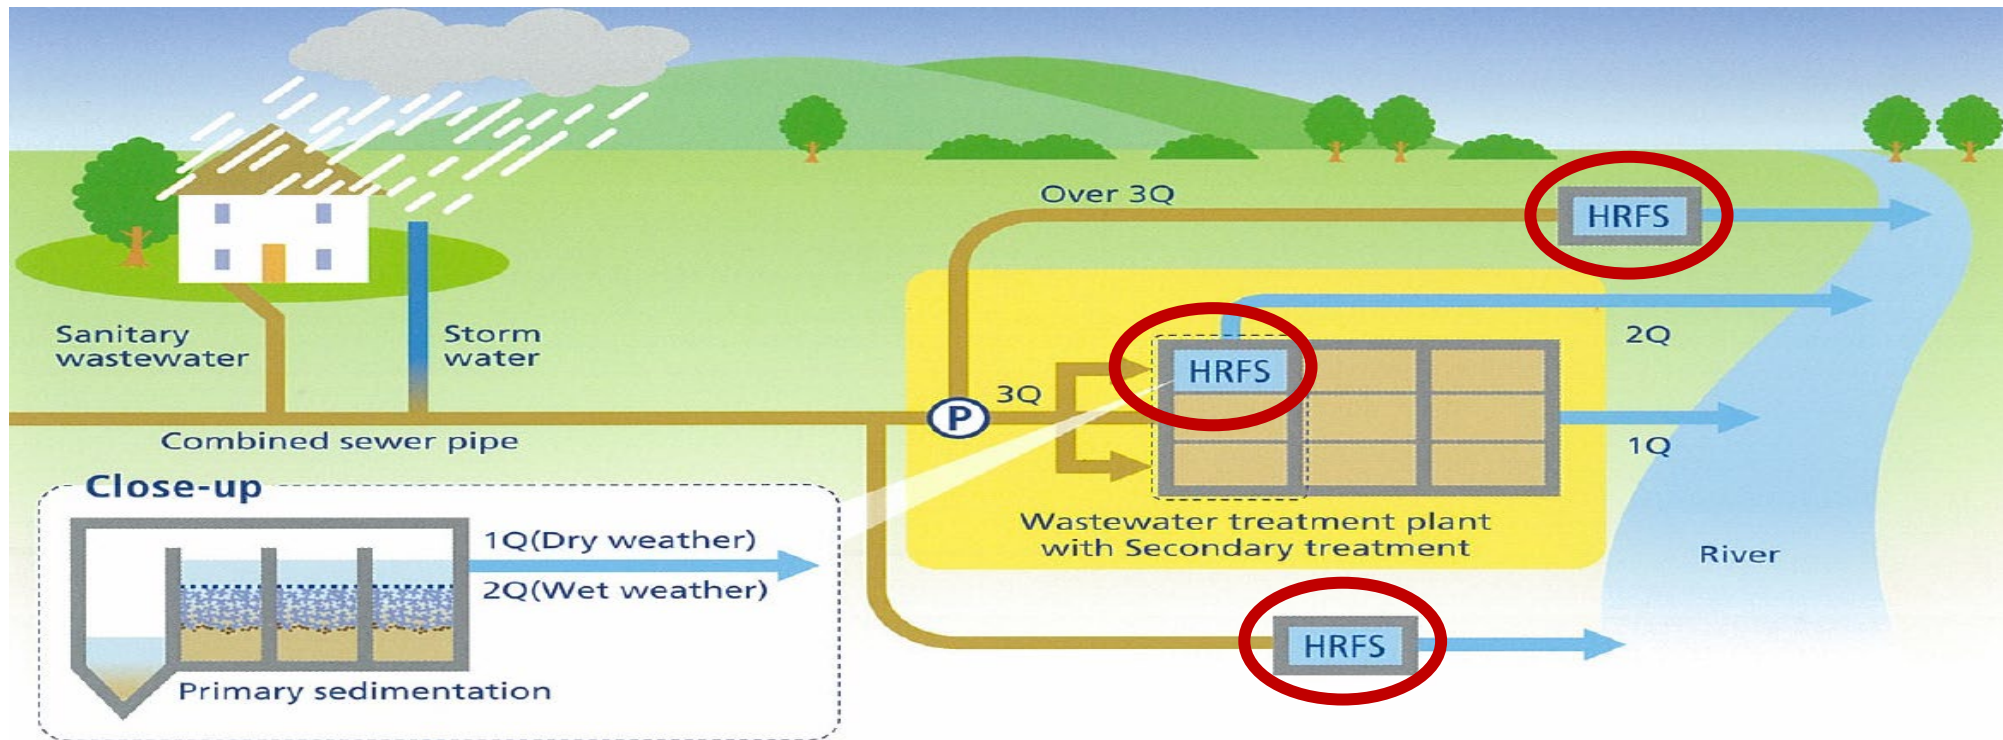 Over 3Q
HRFS
Sanitary
wastewater
Storm
water
2Q
HRFS
3Q
P
Combined sewer pipe
1Q
Close-up
Wastewater treatment plant
with Secondary treatment
1Q(Dry weather)
2Q(Wet weather)
River
HRFS
Primary sedimentation